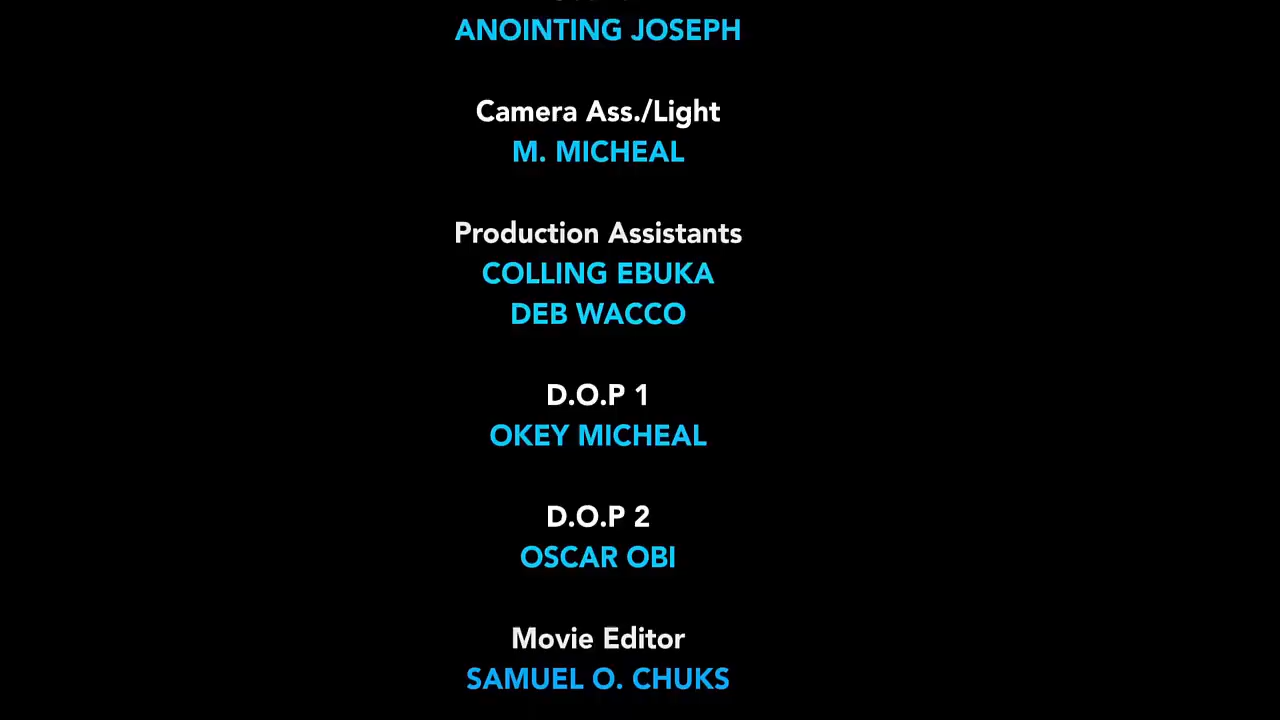 ANOINTING JOSEPH
Camera Ass./Light
M. MICHEAL
Production Assistants
COLLING EBUKA
DEB WACCO
D.O.P 1
OKEY MICHEAL
D.O.P 2
OSCAR OBI
Movie Editor
SAMUEL O. CHUKS